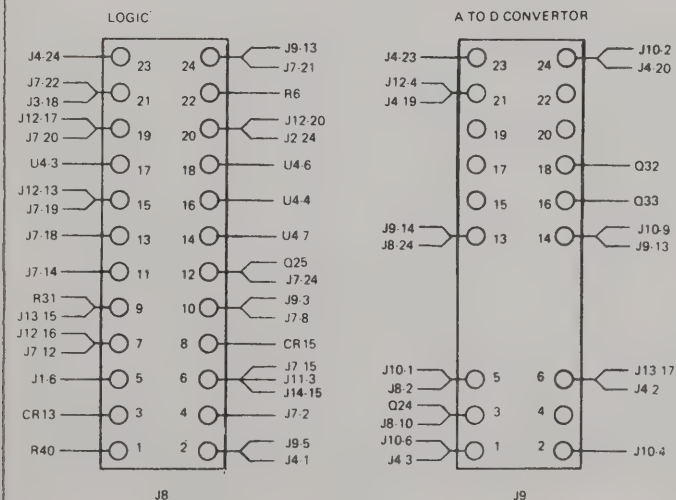 LOGIC
J4-24 23 24 J9-13
J7-21
J7-22
J3-18 21 22 R6
J12-17
J7 20 19 20 J12-20
J2 24
U4-3 17 18 U4-6
J12-13
J7-19 15 16 U4-4
J7-18 13 14 U4 7
J7-14 11 12 Q25
J7-24
R31
J13 15 9 10 J9-3
J7-8
J12 16
J7 12 7 8 CR15
J1-6 5 6 J7 15
J11-3
J14-15
CR13 3 4 J7-2
R40 1 2 J9-5
J4-1
J8
A TO D CONVERTOR
J4-23 23 24 J10-2
J4-20
J12-4
J4 19 21 22
19 20
17 18 Q32
15 16 Q33
J9-14
J8-24 13 14 J10-9
J9-13
J10-1
J8-2 5 6 J13 17
J4-2
Q24
J8-10 3 4
J10-6
J4 3 1 2 J10-4
J9